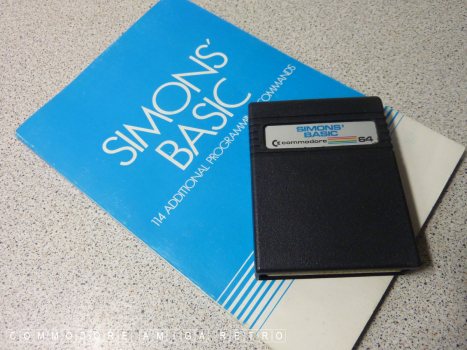 SIMONS'
BASIC
114 ADDITIONAL PROGRAMMING COMMANDS
SIMONS'
BASIC
commodore 64
COMMODORE AMIGA RETRO